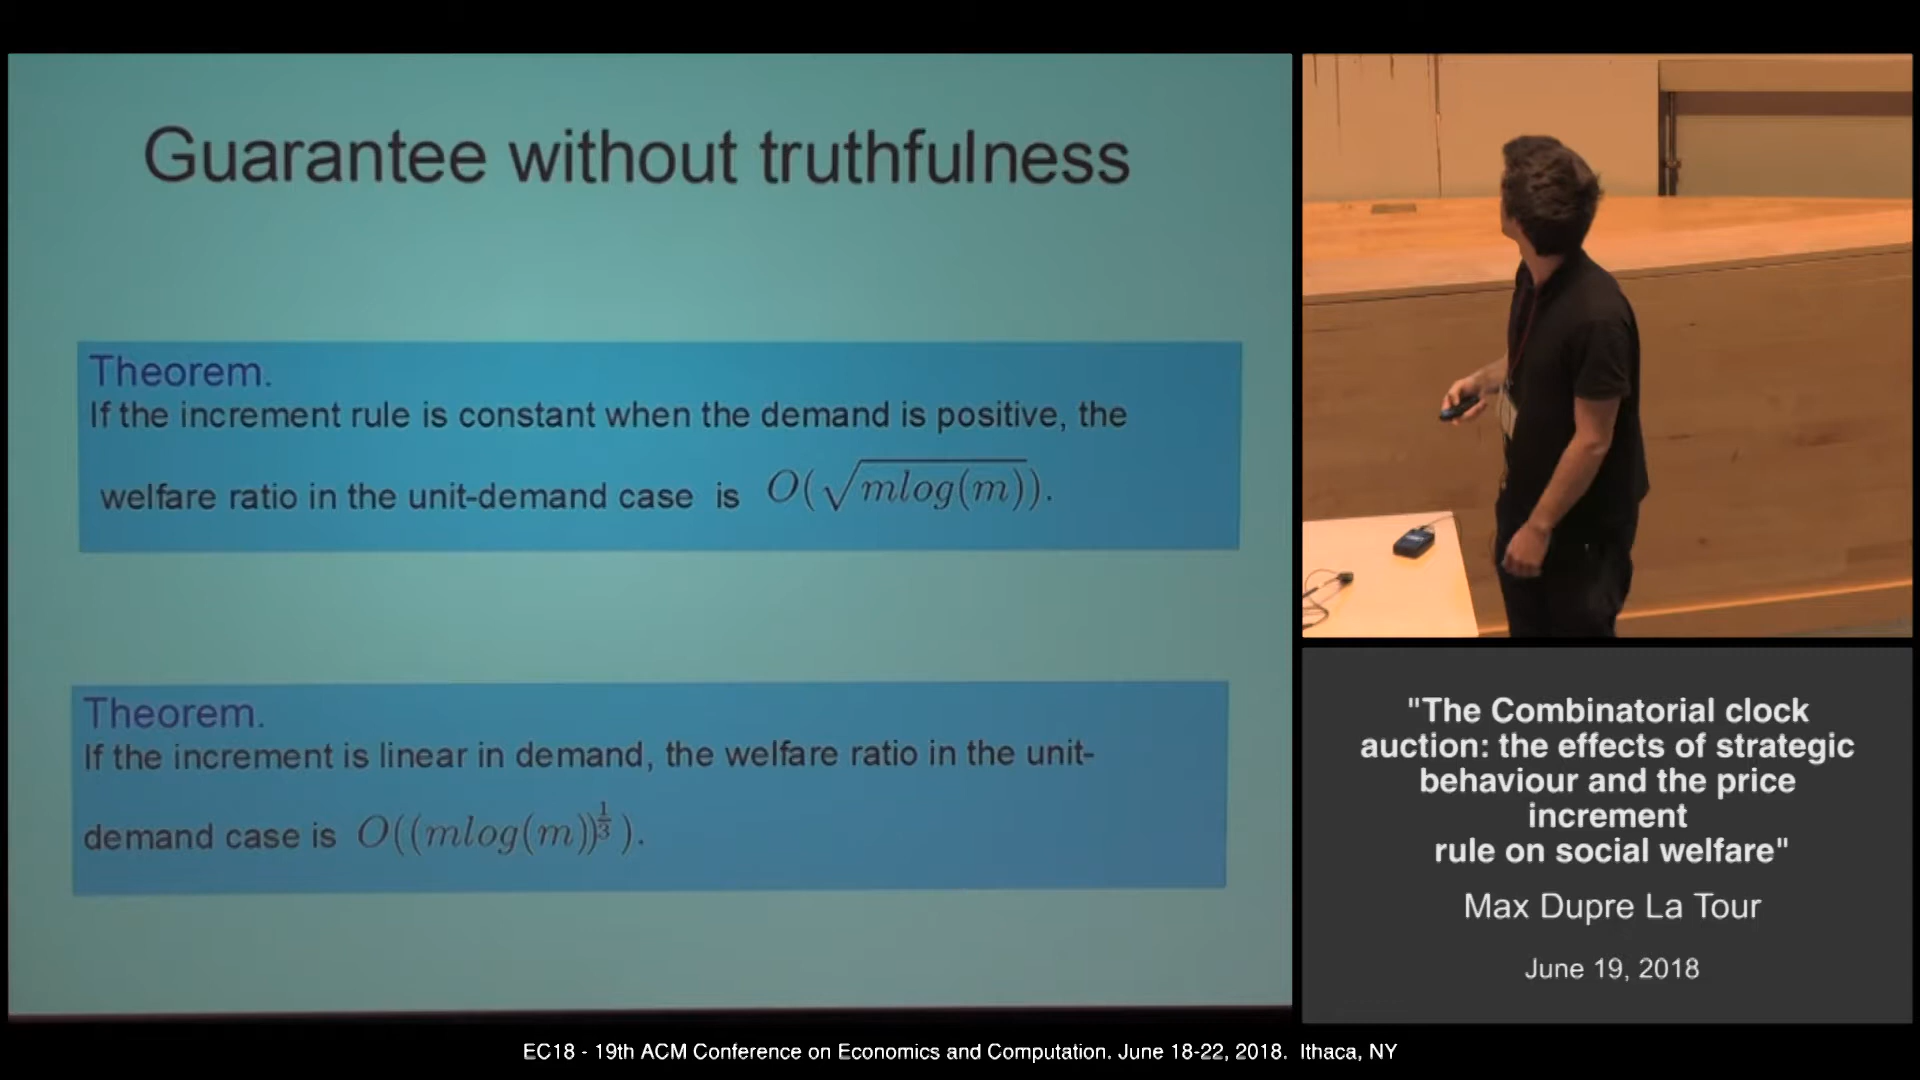 Guarantee without truthfulness
Theorem.
If the increment rule is constant when the demand is positive, the
welfare ratio in the unit-demand case is O(√mlog(m)).
Theorem.
If the increment is linear in demand, the welfare ratio in the unit-
demand case is O((mlog(m))^{1/3}).
"The Combinatorial clock
auction: the effects of strategic
behaviour and the price
increment
rule on social welfare"
Max Dupre La Tour
June 19, 2018
EC18 - 19th ACM Conference on Economics and Computation. June 18-22, 2018. Ithaca, NY